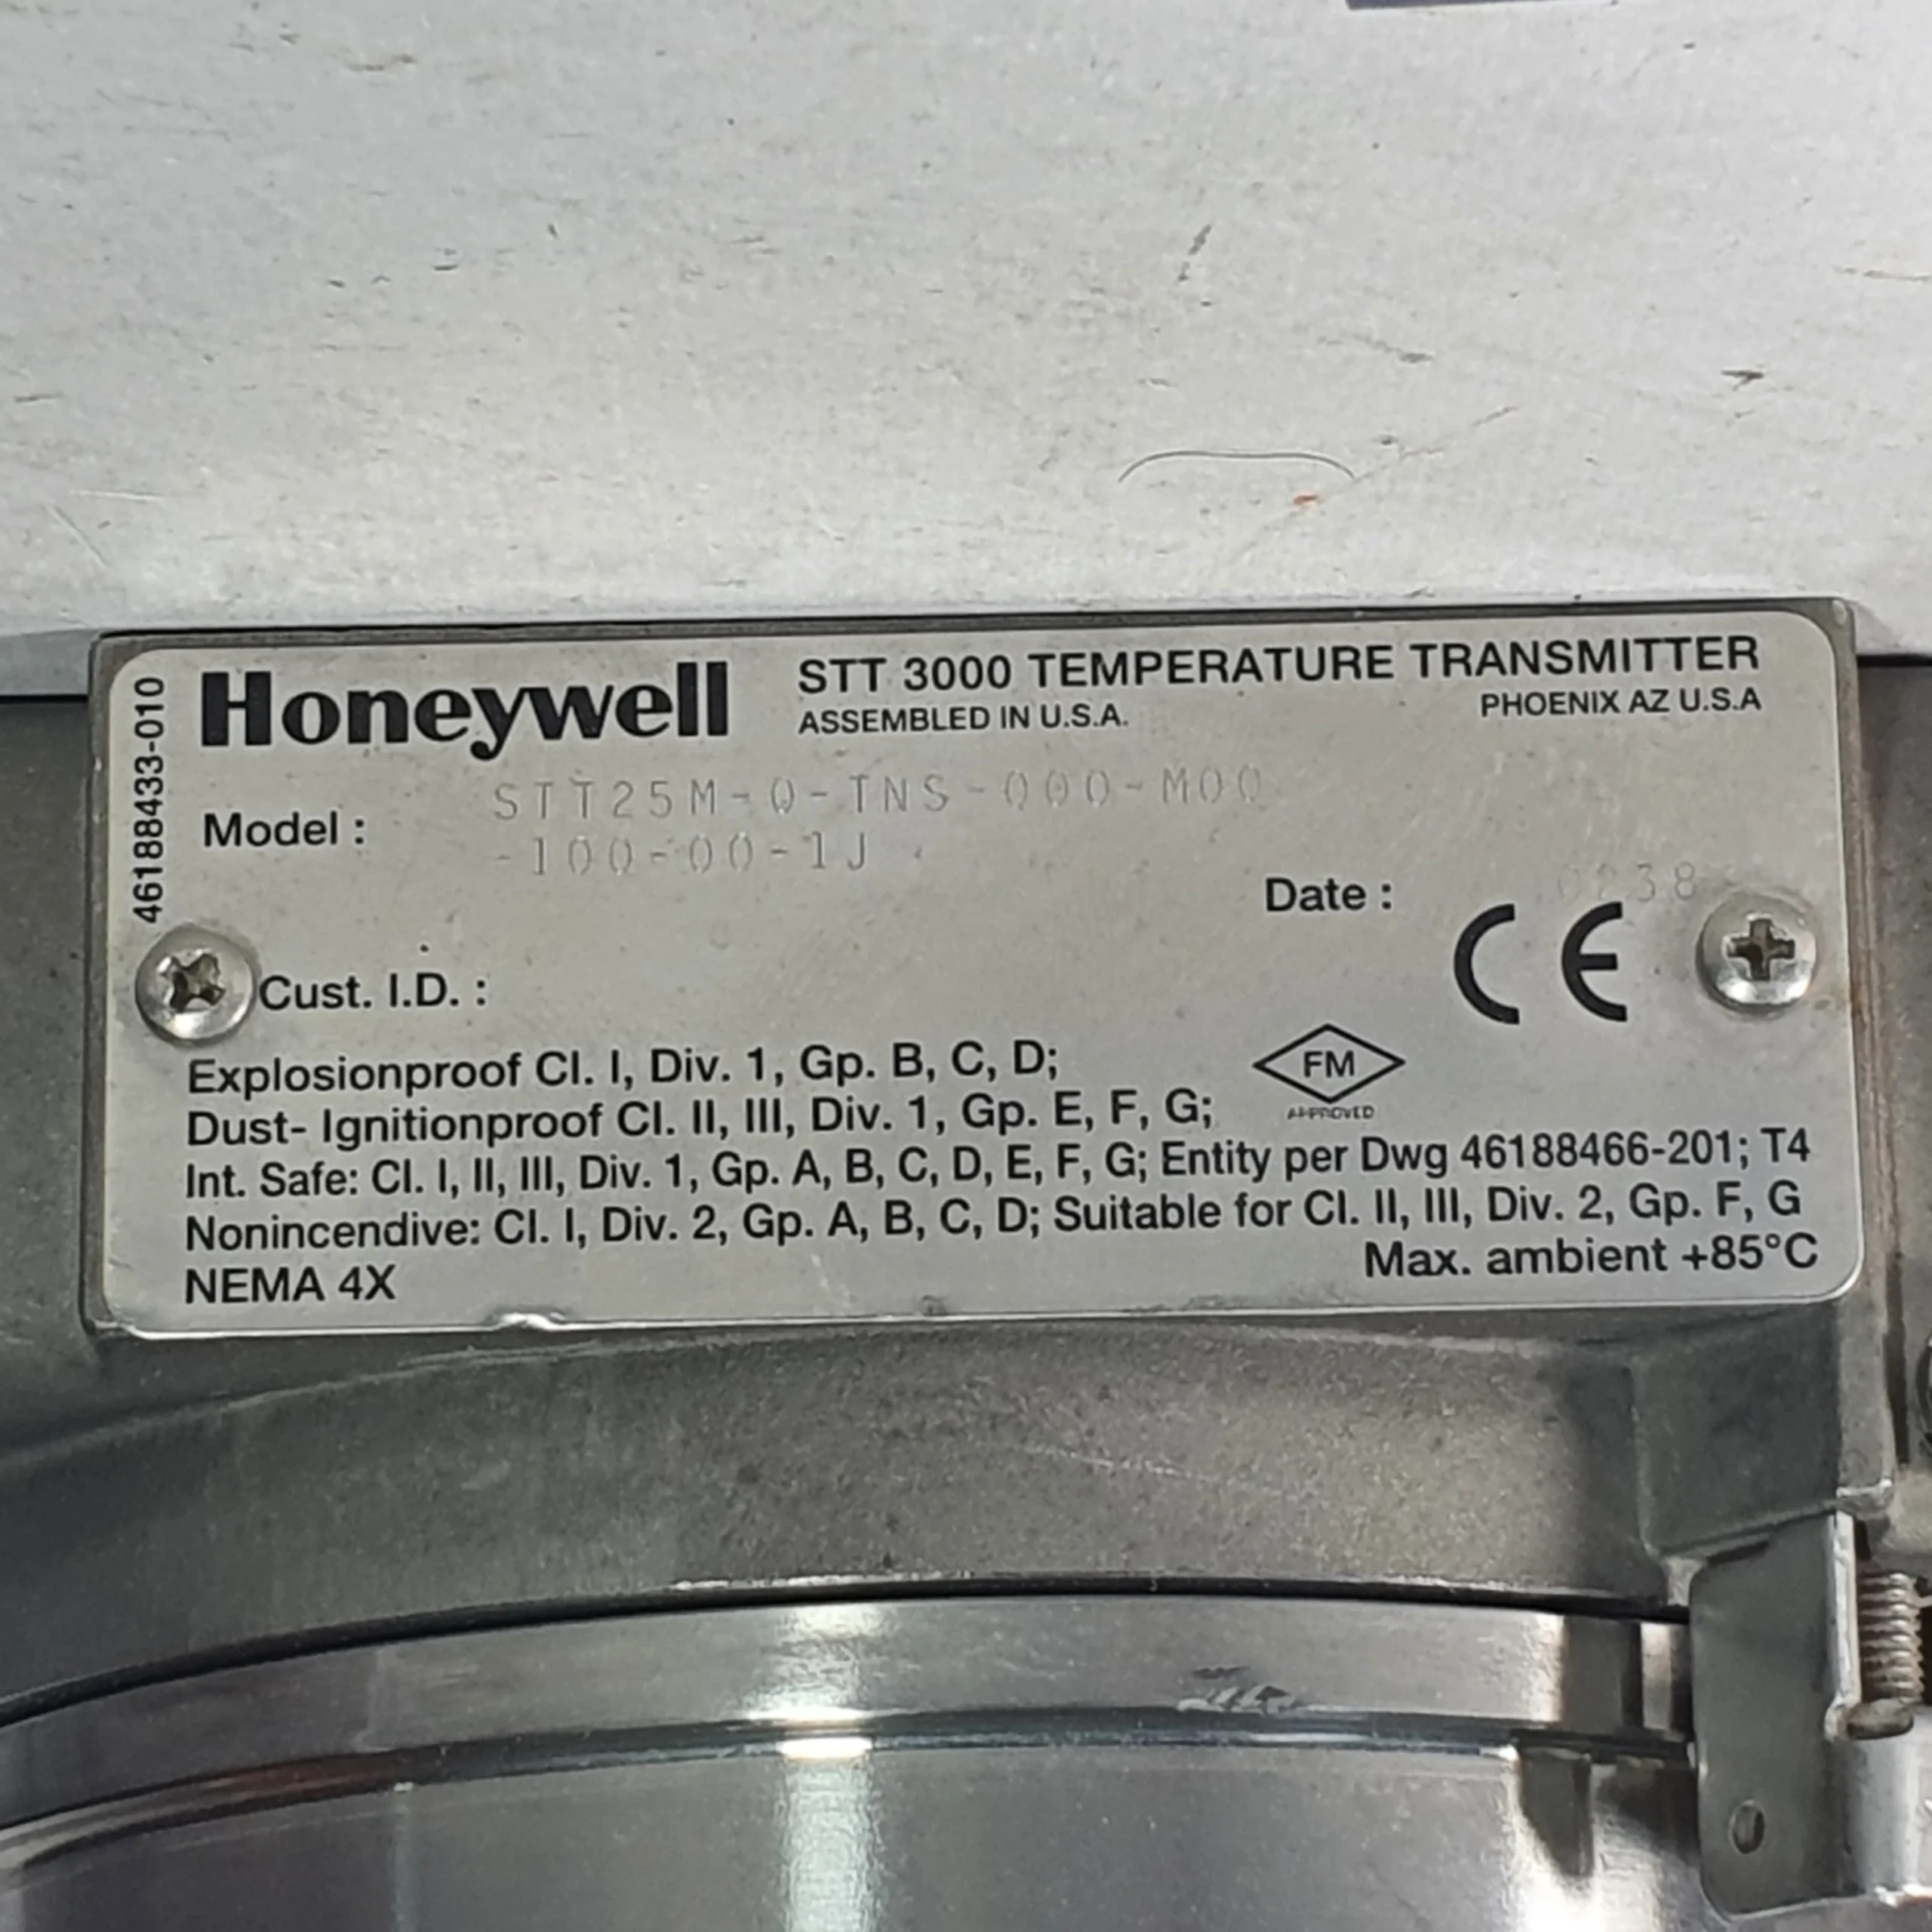 46188433-010
Honeywell
STT 3000 TEMPERATURE TRANSMITTER
ASSEMBLED IN U.S.A. PHOENIX AZ U.S.A
Model : STT25M-0-TNS-000-M00
-100-00-1J
Date : 0238
CE
Cust. I.D. :
FM
APPROVED
Explosionproof Cl. I, Div. 1, Gp. B, C, D;
Dust- Ignitionproof Cl. II, III, Div. 1, Gp. E, F, G;
Int. Safe: Cl. I, II, III, Div. 1, Gp. A, B, C, D, E, F, G; Entity per Dwg 46188466-201; T4
Nonincendive: Cl. I, Div. 2, Gp. A, B, C, D; Suitable for Cl. II, III, Div. 2, Gp. F, G
NEMA 4X Max. ambient +85°C